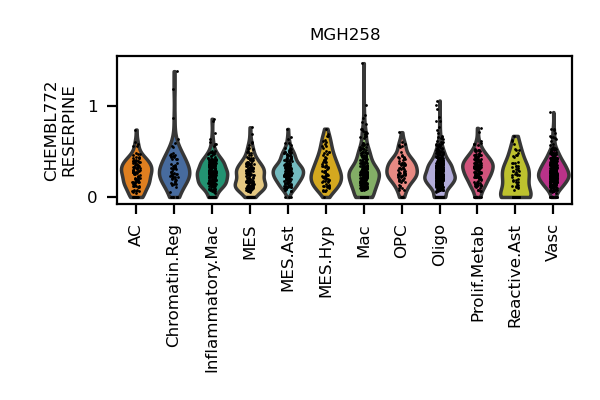 MGH258
CHEMBL772
RESERPINE
1
0
AC
Chromatin.Reg
Inflammatory.Mac
MES
MES.Ast
MES.Hyp
Mac
OPC
Oligo
Prolif.Metab
Reactive.Ast
Vasc